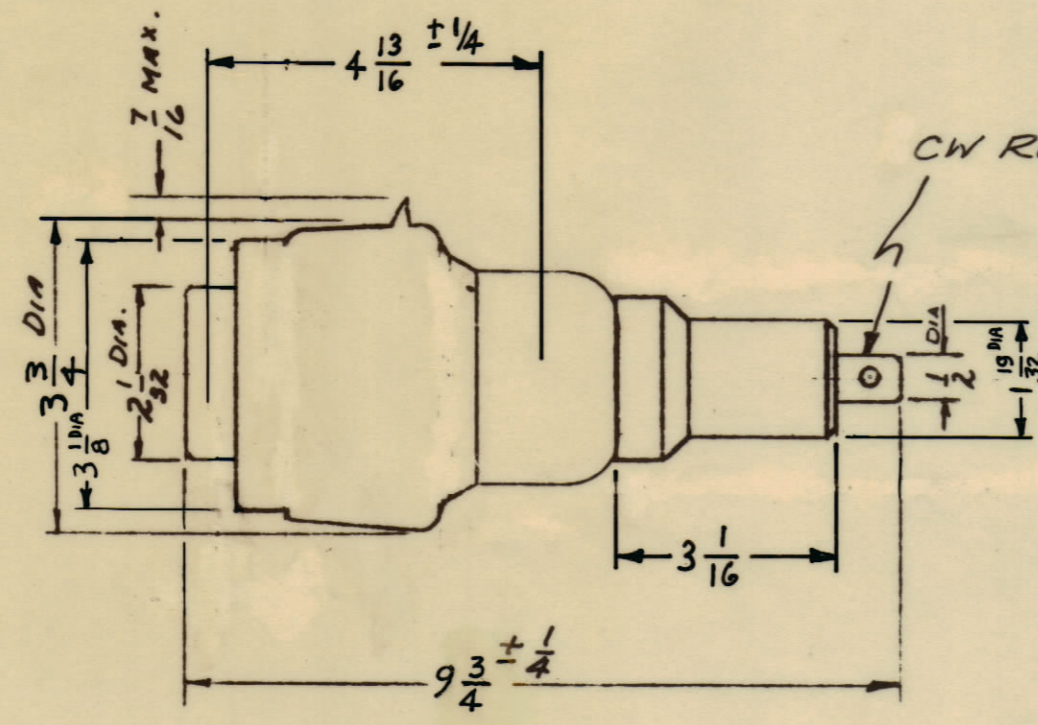 4 13/16 ± 1/4
7/16 MAX.
CW
3 3/4 DIA
3 1/8 DIA
2 1/32 DIA.
1/2 DIA
1 19/32 DIA
3 1/16
9 3/4 ± 1/4